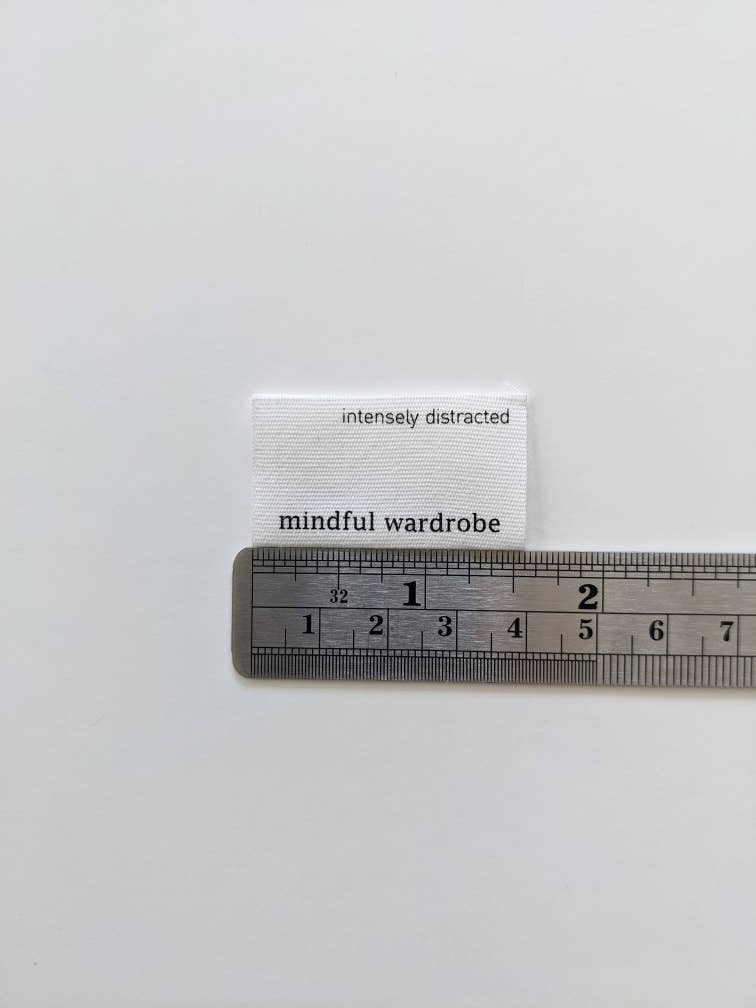 intensely distracted
mindful wardrobe
32 1 2
1 2 3 4 5 6 7